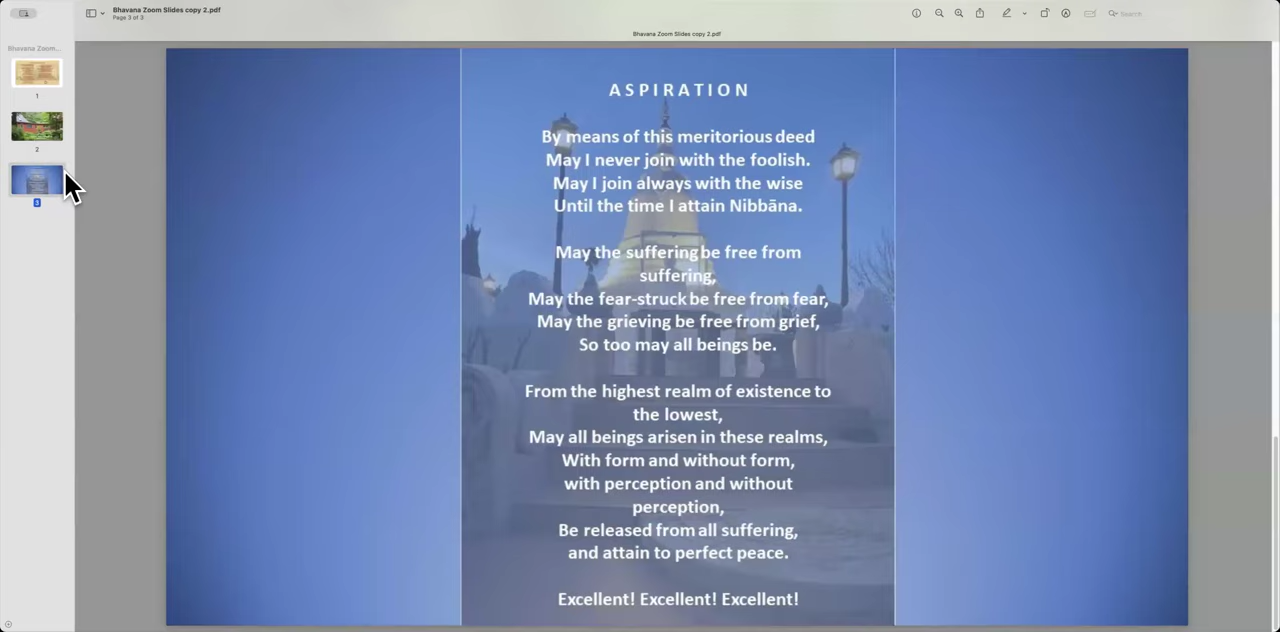 Bhavana Zoom Slides copy 2.pdf
Page 3 of 3
Search
Bhavana Zoom Slides copy 2.pdf
Bhavana Zoom...
1
2
3
ASPIRATION
By means of this meritorious deed
May I never join with the foolish.
May I join always with the wise
Until the time I attain Nibbāna.
May the suffering be free from
suffering,
May the fear-struck be free from fear,
May the grieving be free from grief,
So too may all beings be.
From the highest realm of existence to
the lowest,
May all beings arisen in these realms,
With form and without form,
with perception and without
perception,
Be released from all suffering,
and attain to perfect peace.
Excellent! Excellent! Excellent!